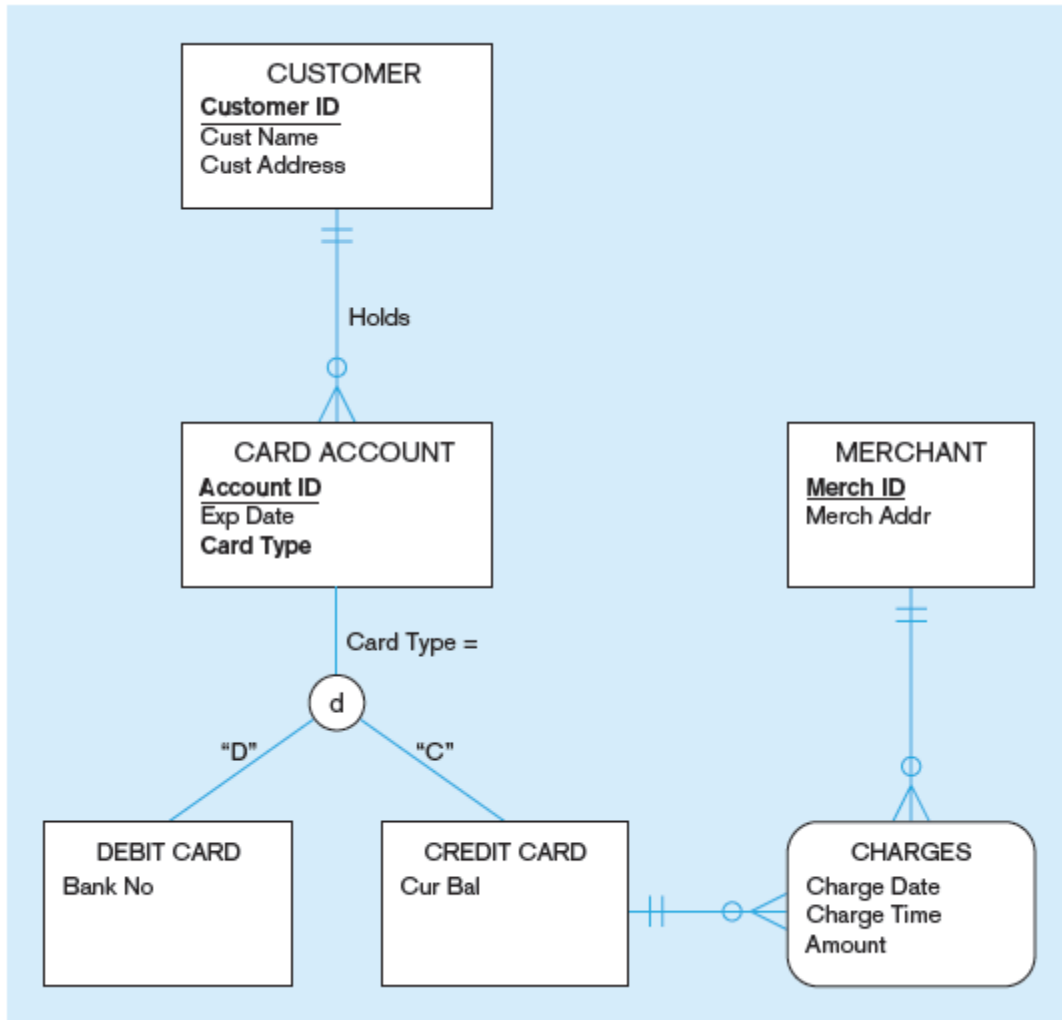 CUSTOMER
Customer ID
Cust Name
Cust Address
Holds
CARD ACCOUNT
Account ID
Exp Date
Card Type
MERCHANT
Merch ID
Merch Addr
Card Type =
d
“D”
“C”
DEBIT CARD
Bank No
CREDIT CARD
Cur Bal
CHARGES
Charge Date
Charge Time
Amount